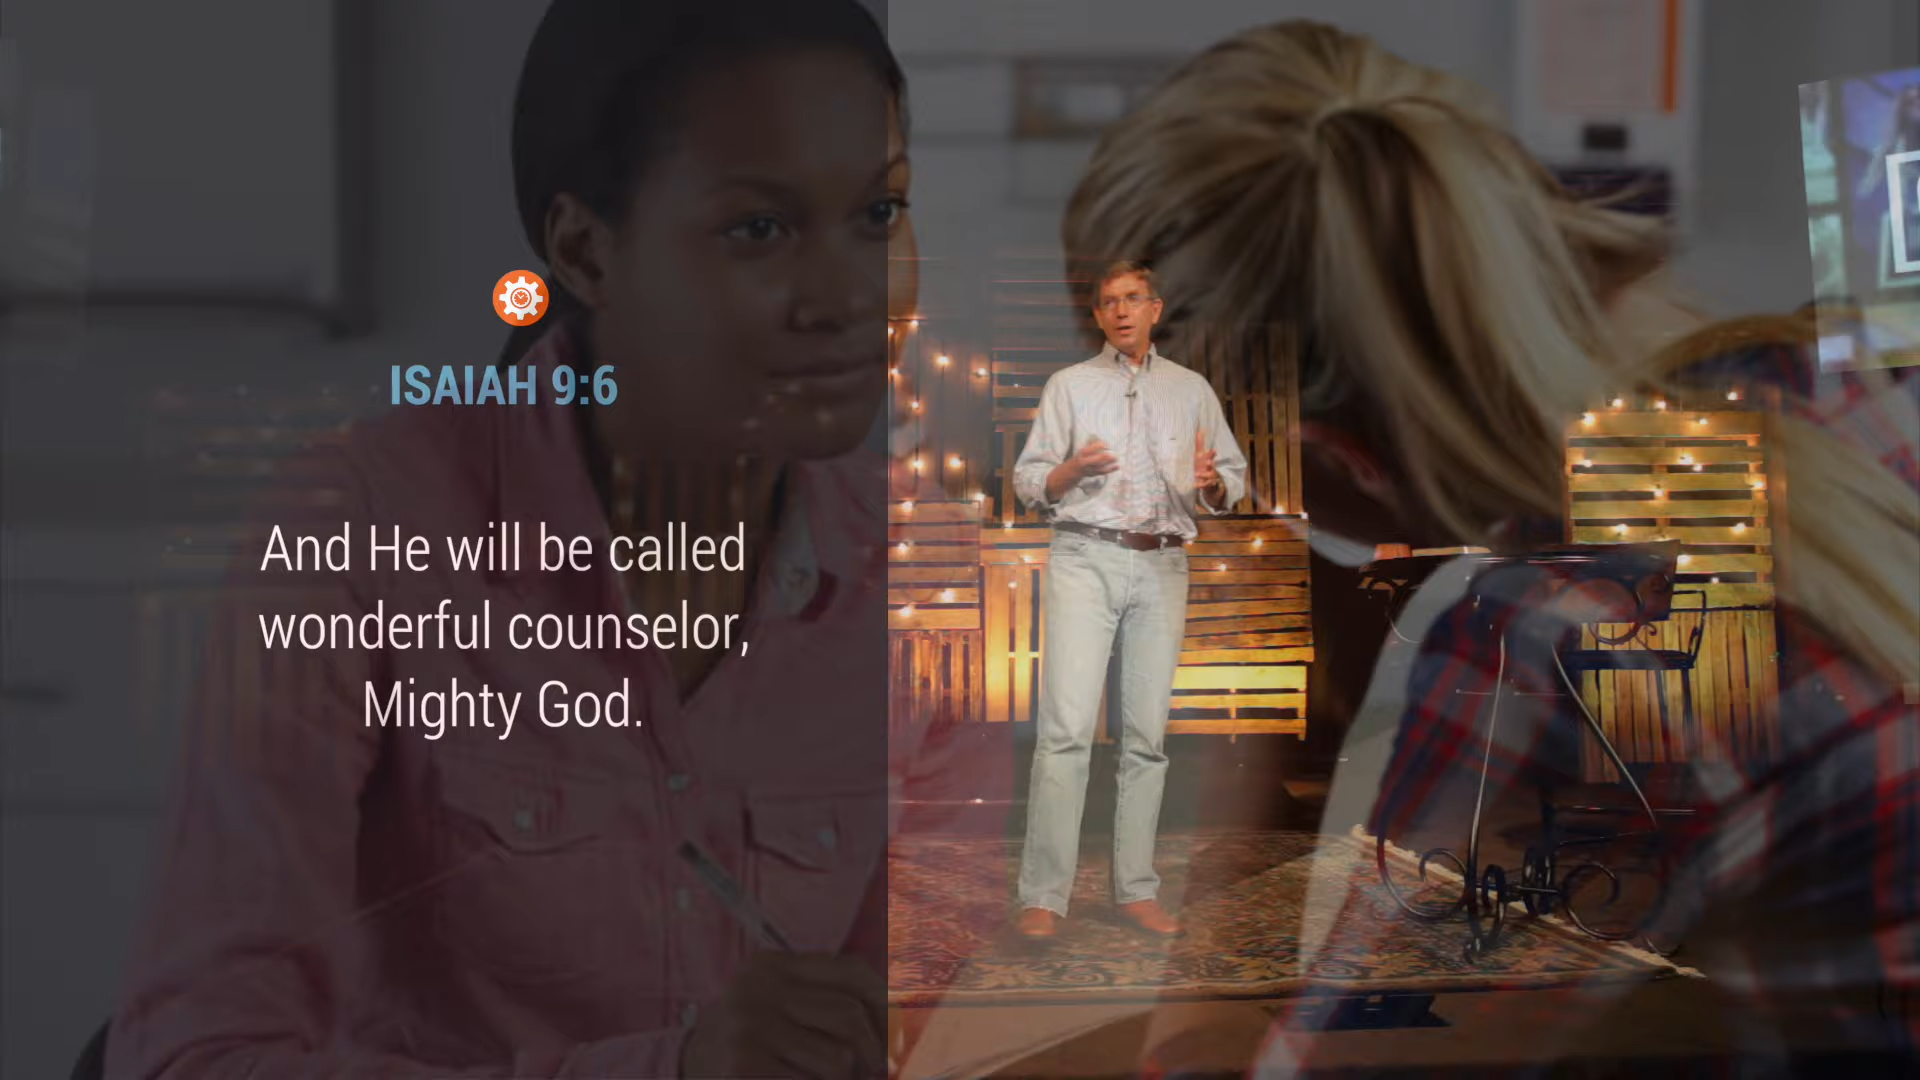 ISAIAH 9:6
And He will be called
wonderful counselor,
Mighty God.